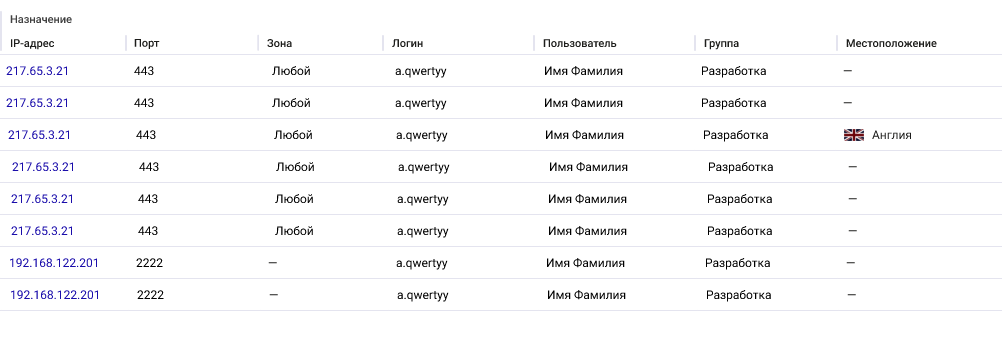 Назначение
IP-адрес Порт Зона Логин Пользователь Группа Местоположение
217.65.3.21 443 Любой a.qwertyy Имя Фамилия Разработка —
217.65.3.21 443 Любой a.qwertyy Имя Фамилия Разработка —
217.65.3.21 443 Любой a.qwertyy Имя Фамилия Разработка Англия
217.65.3.21 443 Любой a.qwertyy Имя Фамилия Разработка —
217.65.3.21 443 Любой a.qwertyy Имя Фамилия Разработка —
217.65.3.21 443 Любой a.qwertyy Имя Фамилия Разработка —
192.168.122.201 2222 — a.qwertyy Имя Фамилия Разработка —
192.168.122.201 2222 — a.qwertyy Имя Фамилия Разработка —